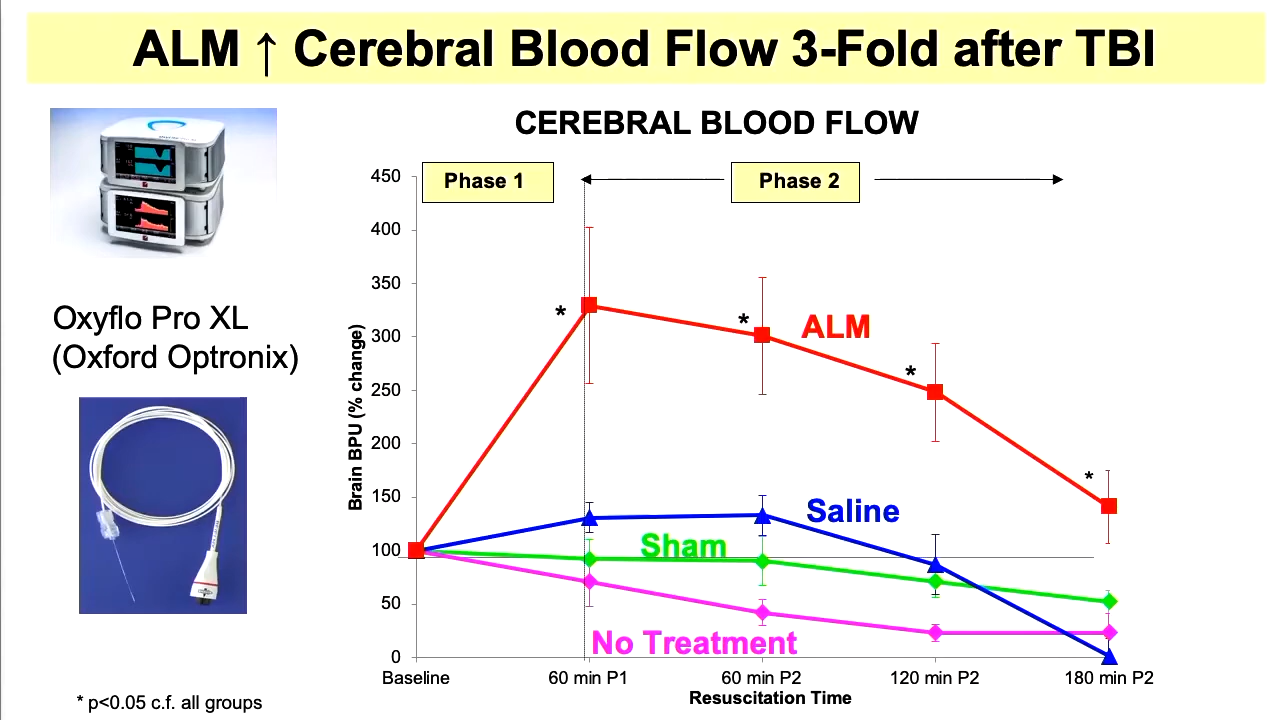 ALM ↑ Cerebral Blood Flow 3-Fold after TBI
CEREBRAL BLOOD FLOW
Phase 1
Phase 2
Oxyflo Pro XL
(Oxford Optronix)
Brain BPU (% change)
450
400
350
300
250
200
150
100
50
0
*
*
*
*
ALM
Saline
Sham
No Treatment
Baseline
60 min P1
60 min P2
120 min P2
180 min P2
Resuscitation Time
* p<0.05 c.f. all groups